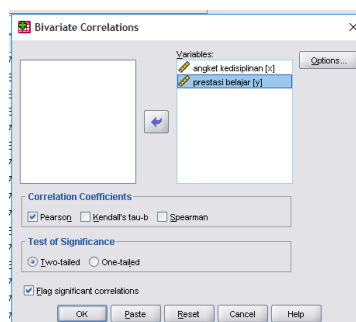 Bivariate Correlations
Variables:
angket kedisiplinan [x]
prestasi belajar [y]
Options...
Correlation Coefficients
Pearson Kendall's tau-b Spearman
Test of Significance
Two-tailed One-tailed
Flag significant correlations
OK Paste Reset Cancel Help